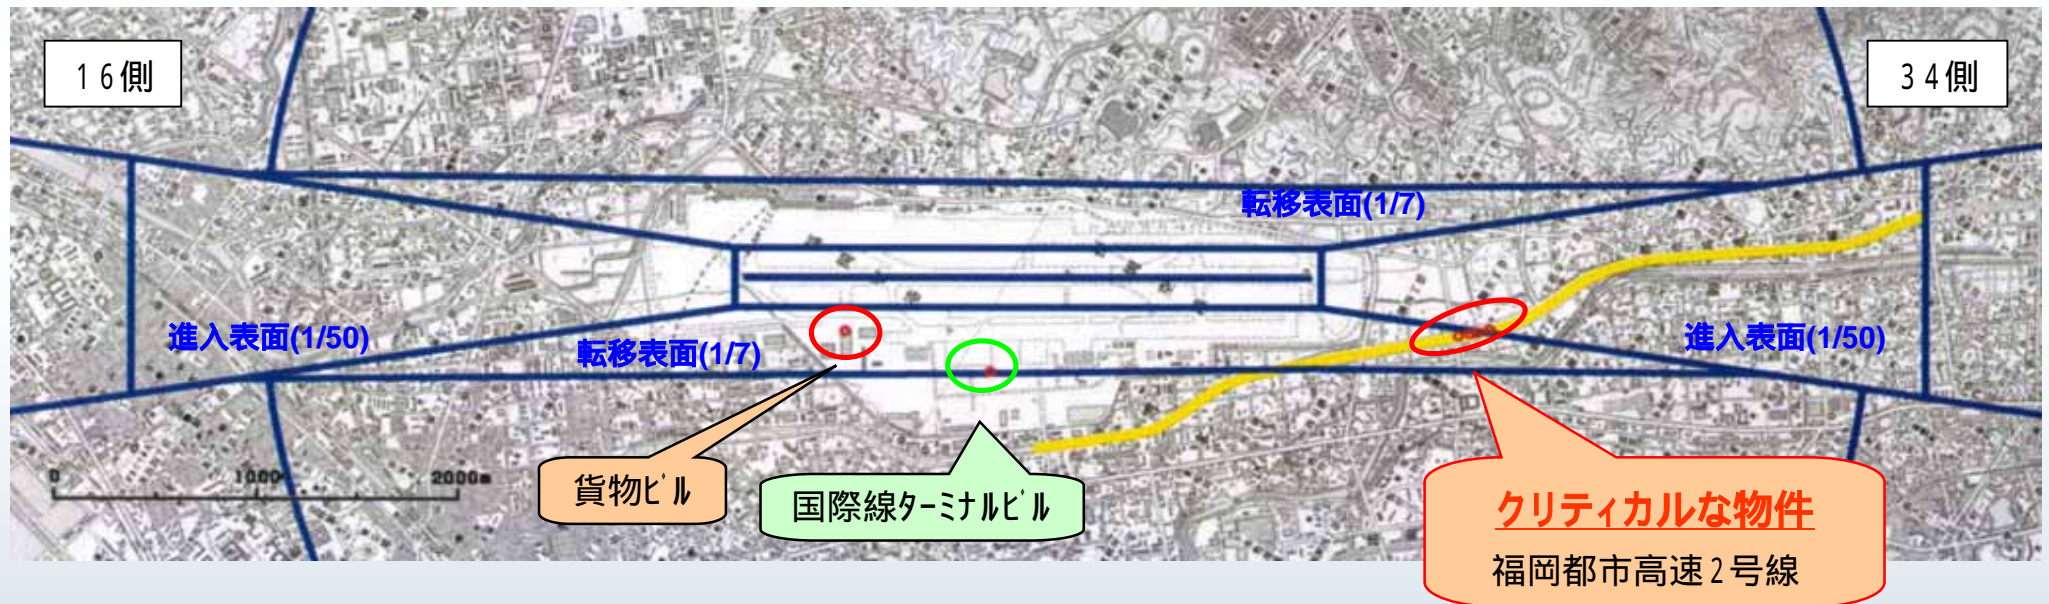 16側
34側
転移表面(1/7)
進入表面(1/50)
転移表面(1/7)
進入表面(1/50)
0 1000 2000m
貨物ﾋﾞﾙ
国際線ﾀｰﾐﾅﾙﾋﾞﾙ
クリティカルな物件
福岡都市高速2号線